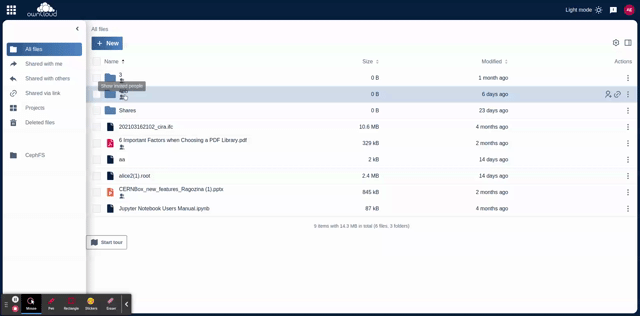 ownCloud
Light mode
All files
New
All files
Shared with me
Shared with others
Shared via link
Projects
Deleted files
CephFS
Name
Size
Modified
Actions
3
0 B
1 month ago
Show invited people
0 B
6 days ago
Shares
0 B
23 days ago
202103162102_cira.ifc
10.6 MB
4 months ago
6 Important Factors when Choosing a PDF Library.pdf
329 kB
2 months ago
aa
2 kB
14 days ago
alice2(1).root
2.4 MB
14 days ago
CERNBox_new_features_Ragozina (1).pptx
845 kB
2 months ago
Jupyter Notebook Users Manual.ipynb
87 kB
4 months ago
9 items with 14.3 MB in total (6 files, 3 folders)
Start tour
Mouse
Pen
Rectangle
Stickers
Eraser